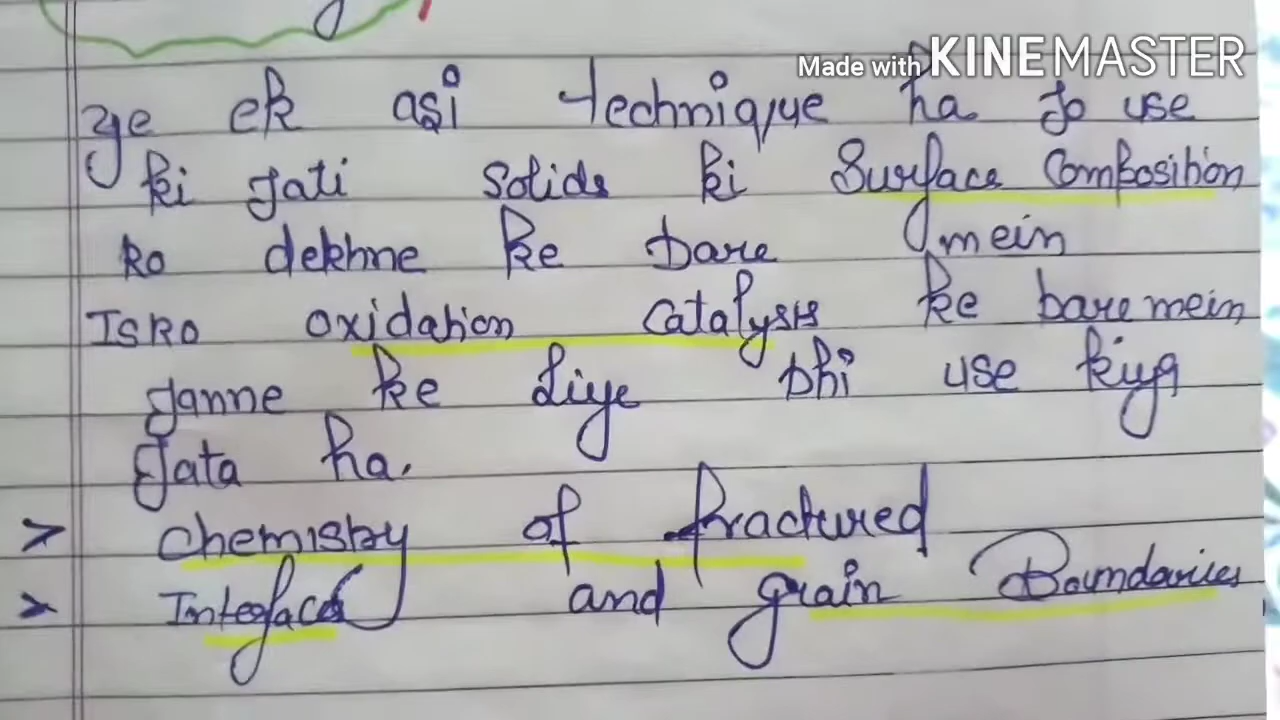 Made with KINEMASTER
ye ek asi technique ha Jo use
ki Jati solids ki Surface Composition
ko dekhne ke bare mein
Isko oxidation catalysis ke bare mein
Janne ke liye bhi use kiya
Jata ha.
> Chemistry of fractured
> Interfaces and grain Boundaries